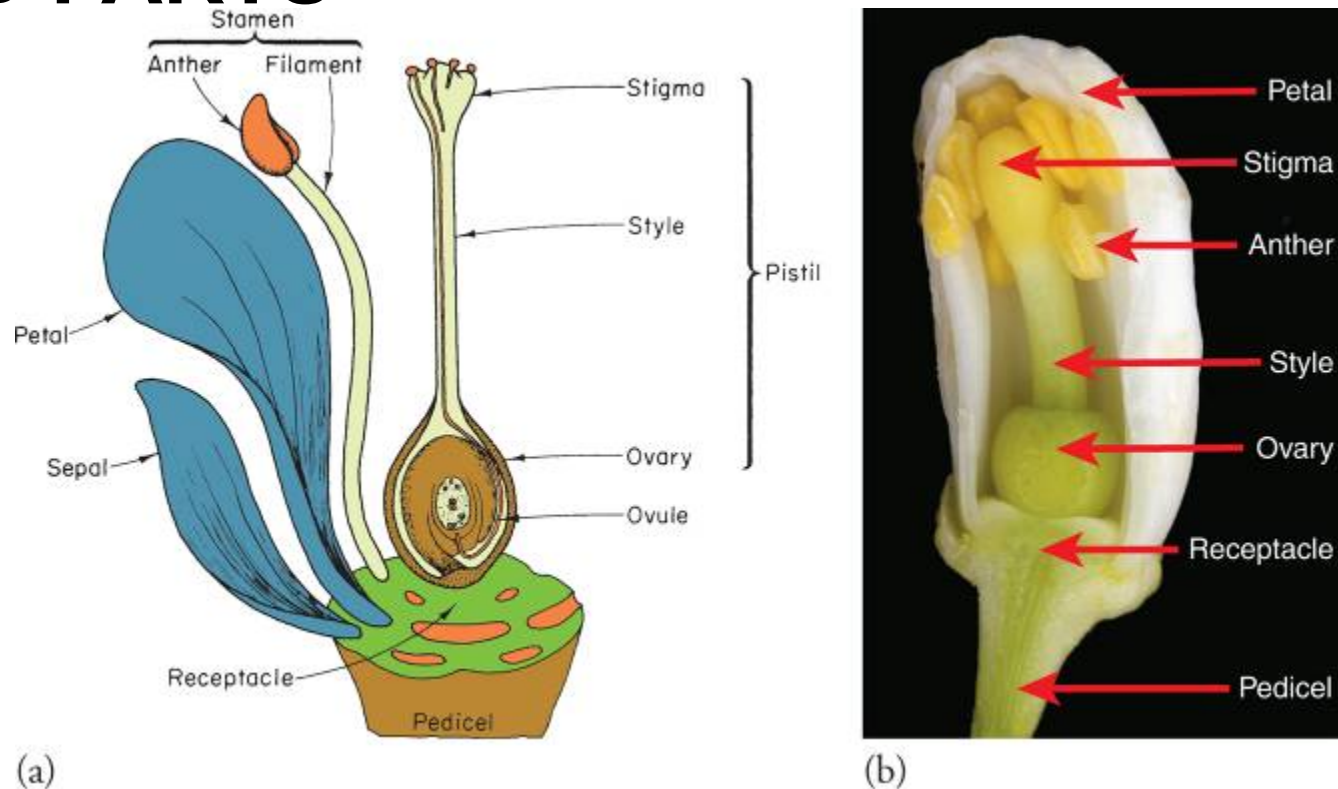 PARTS
Stamen
Anther Filament
Stigma
Style
Pistil
Petal
Sepal
Ovary
Ovule
Receptacle
Pedicel
(a)
Petal
Stigma
Anther
Style
Ovary
Receptacle
Pedicel
(b)